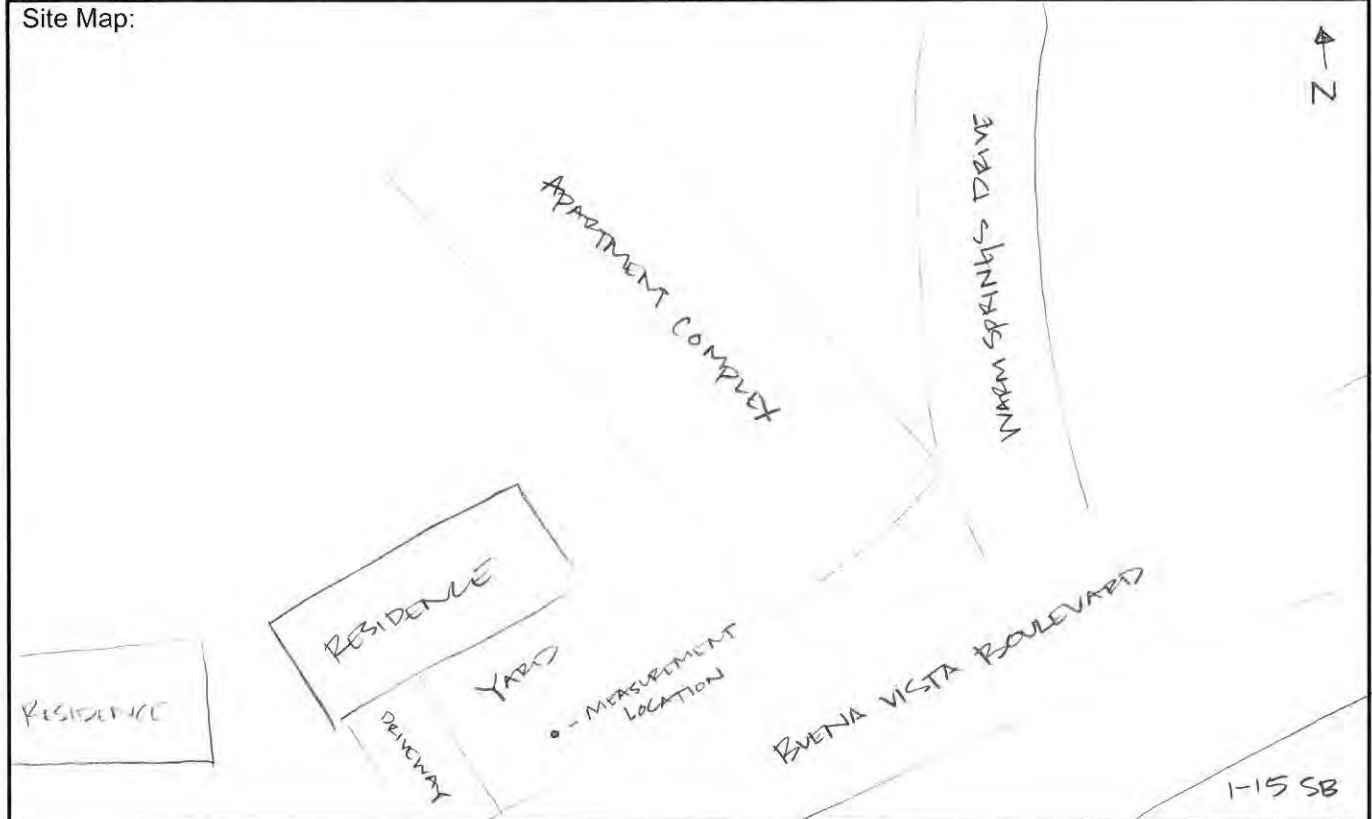 Site Map:
N
WARM SPRINGS DRIVE
APARTMENT COMPLEX
RESIDENCE
YARD
- MEASUREMENT
LOCATION
BUENA VISTA BOULEVARD
RESIDENCE
DRIVEWAY
I-15 SB